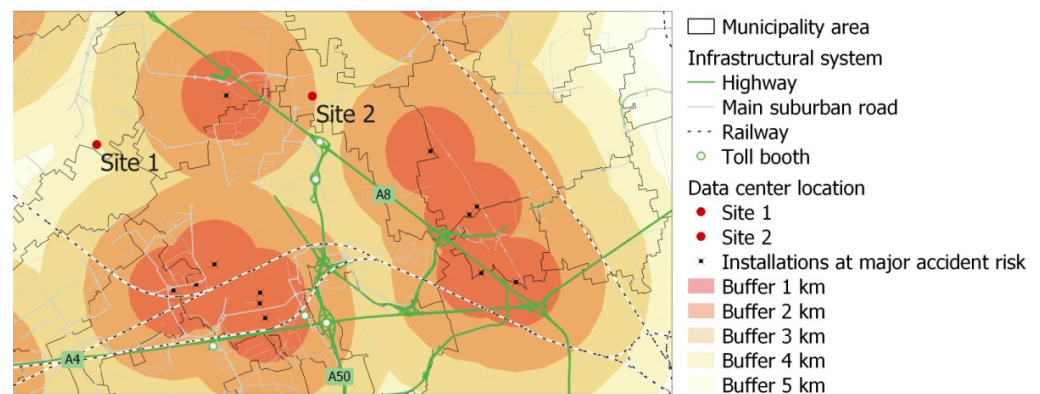 Site 1
Site 2
A8
A4
A50
Municipality area
Infrastructural system
Highway
Main suburban road
Railway
Toll booth
Data center location
Site 1
Site 2
Installations at major accident risk
Buffer 1 km
Buffer 2 km
Buffer 3 km
Buffer 4 km
Buffer 5 km